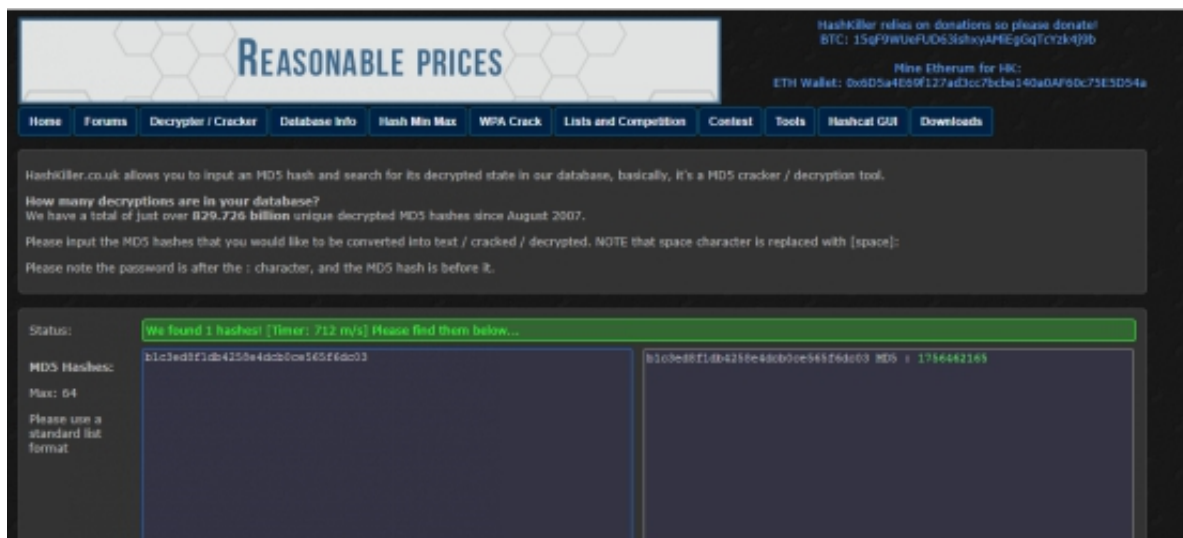 REASONABLE PRICES
HashKiller relies on donations so please donate!
Mine Etherum for HK:
ETH Wallet:
Home Forums Decrypter / Cracker Database Info Hash Min Max WPA Crack Lists and Competition Contest Tools Hashcat GUI Downloads
HashKiller.co.uk allows you to input an MD5 hash and search for its decrypted state in our database, basically, it's a MD5 cracker / decryption tool.
How many decryptions are in your database?
We have a total of just over 829.726 billion unique decrypted MD5 hashes since August 2007.
Please input the MD5 hashes that you would like to be converted into text / cracked / decrypted. NOTE that space character is replaced with [space]:
Please note the password is after the : character, and the MD5 hash is before it.
Status:
We found 1 hashes! [Timer: 712 m/s] Please find them below...
MD5 Hashes:
Max: 64
Please use a
standard list
format
b1c3ed8f1db4258e4dcb0ce565f6dc03
b1c3ed8f1db4258e4dcb0ce565f6dc03 MD5 : 1756462165